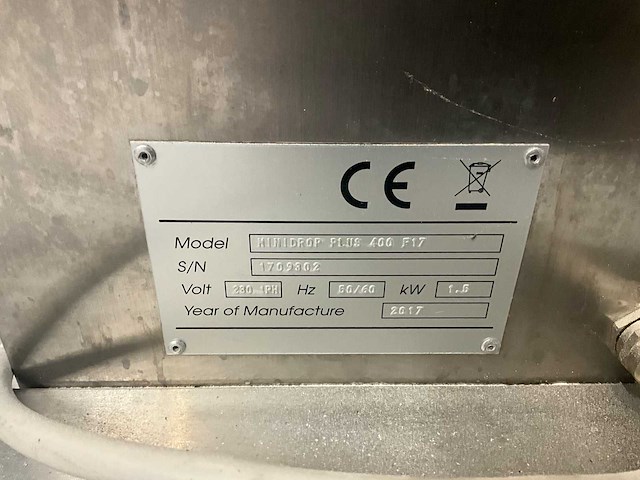 CE
Model MINIDROP PLUS 400 F17
S/N 1709302
Volt 230 1PH Hz 50/60 kW 1.5
Year of Manufacture 2017